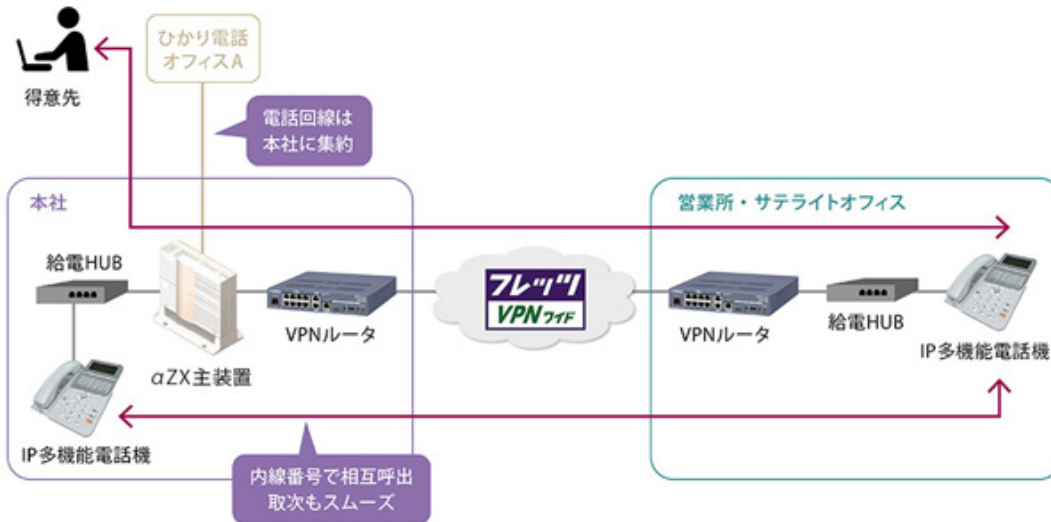 ひかり電話
オフィスA
得意先
電話回線は
本社に集約
本社
給電HUB
αZX主装置
VPNルータ
IP多機能電話機
フレッツ
VPNワイド
営業所・サテライトオフィス
VPNルータ
給電HUB
IP多機能電話機
内線番号で相互呼出
取次もスムーズ